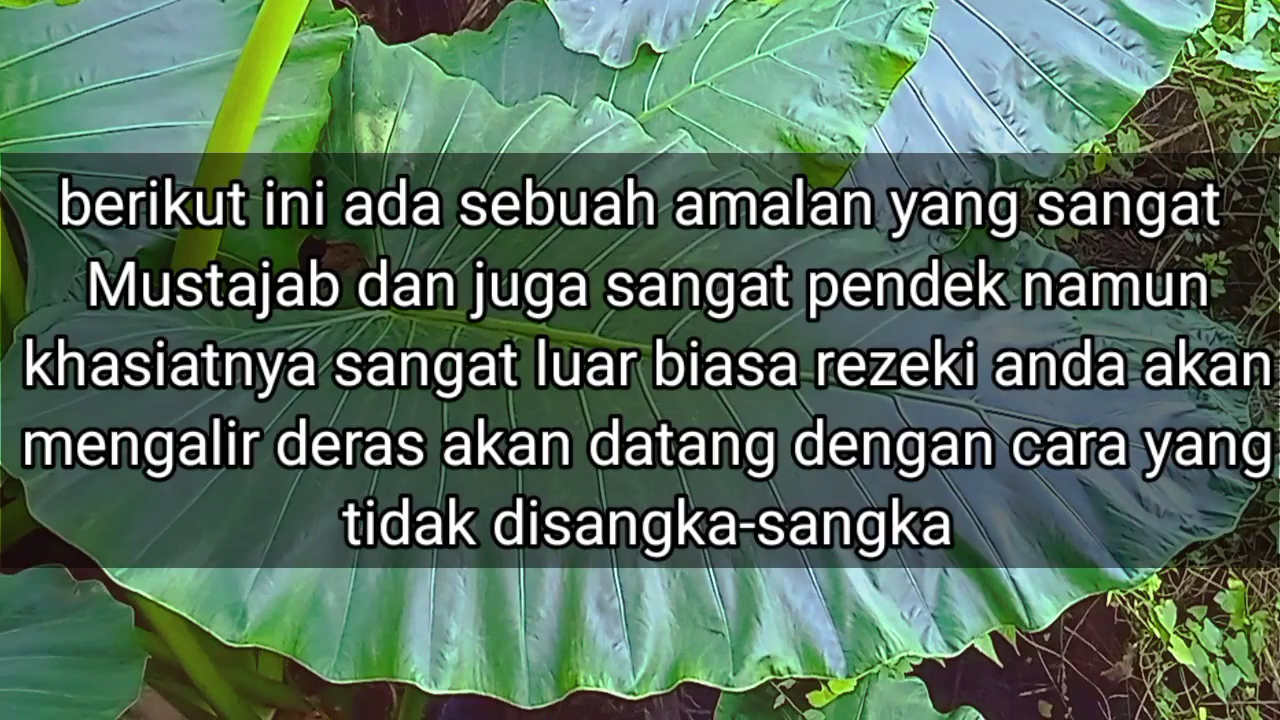 berikut ini ada sebuah amalan yang sangat
Mustajab dan juga sangat pendek namun
khasiatnya sangat luar biasa rezeki anda akan
mengalir deras akan datang dengan cara yang
tidak disangka-sangka